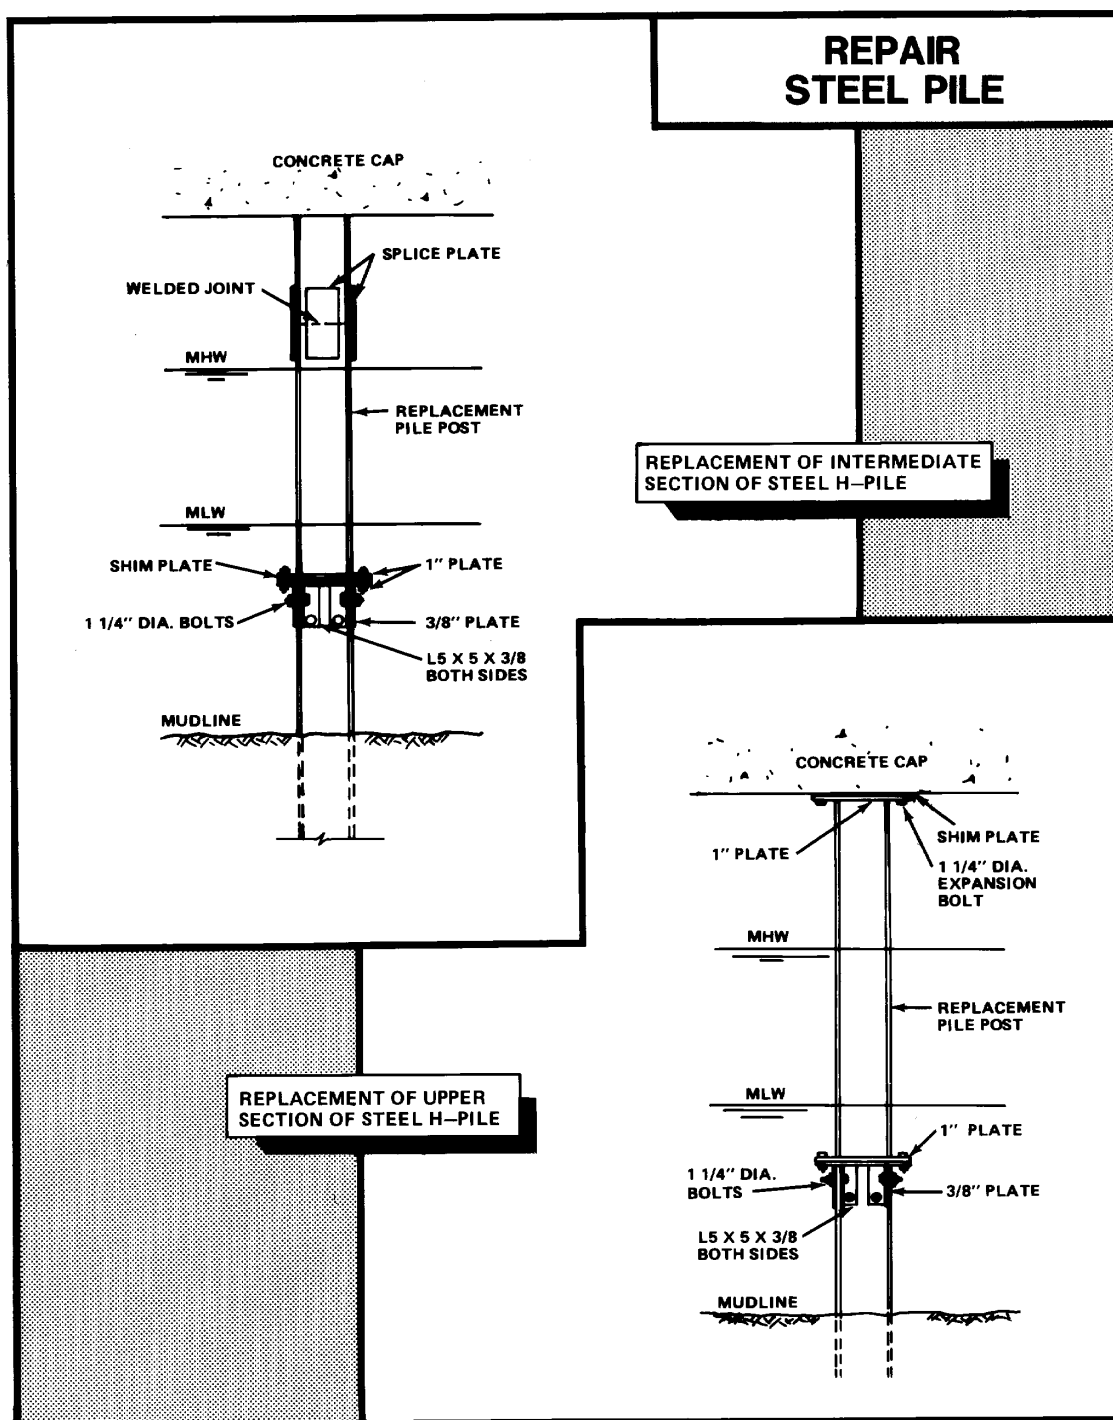 REPAIR
STEEL PILE
CONCRETE CAP
SPLICE PLATE
WELDED JOINT
MHW
REPLACEMENT
PILE POST
REPLACEMENT OF INTERMEDIATE
SECTION OF STEEL H–PILE
MLW
SHIM PLATE
1" PLATE
1 1/4" DIA. BOLTS
3/8" PLATE
L5 X 5 X 3/8
BOTH SIDES
MUDLINE
CONCRETE CAP
SHIM PLATE
1" PLATE
1 1/4" DIA.
EXPANSION
BOLT
MHW
REPLACEMENT
PILE POST
REPLACEMENT OF UPPER
SECTION OF STEEL H–PILE
MLW
1" PLATE
1 1/4" DIA.
BOLTS
3/8" PLATE
L5 X 5 X 3/8
BOTH SIDES
MUDLINE